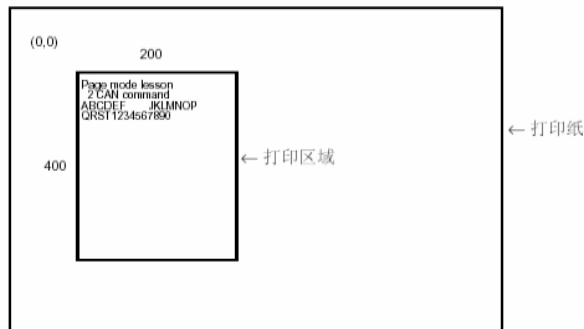 (0,0)
200
Page mode lesson
2 CAN command
ABCDEF JKLMNOP
QRST1234567890
← 打印纸
400
← 打印区域